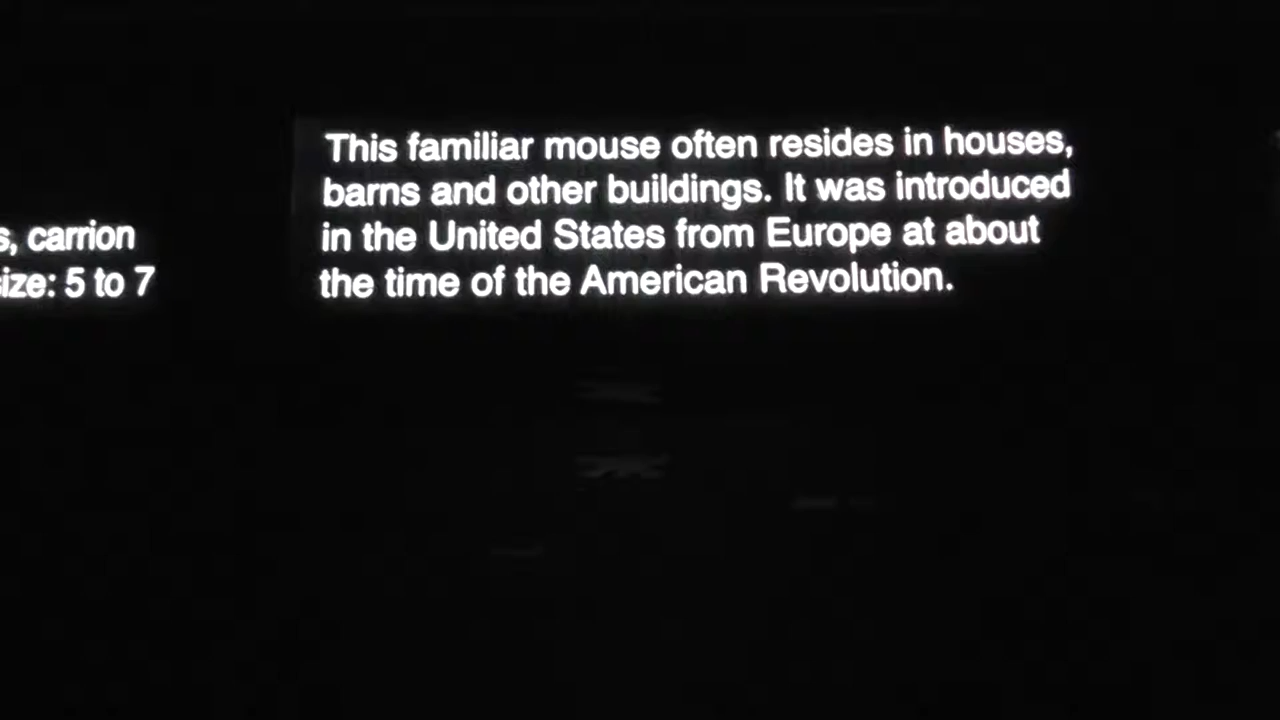 s, carrion
ize: 5 to 7
This familiar mouse often resides in houses,
barns and other buildings. It was introduced
in the United States from Europe at about
the time of the American Revolution.